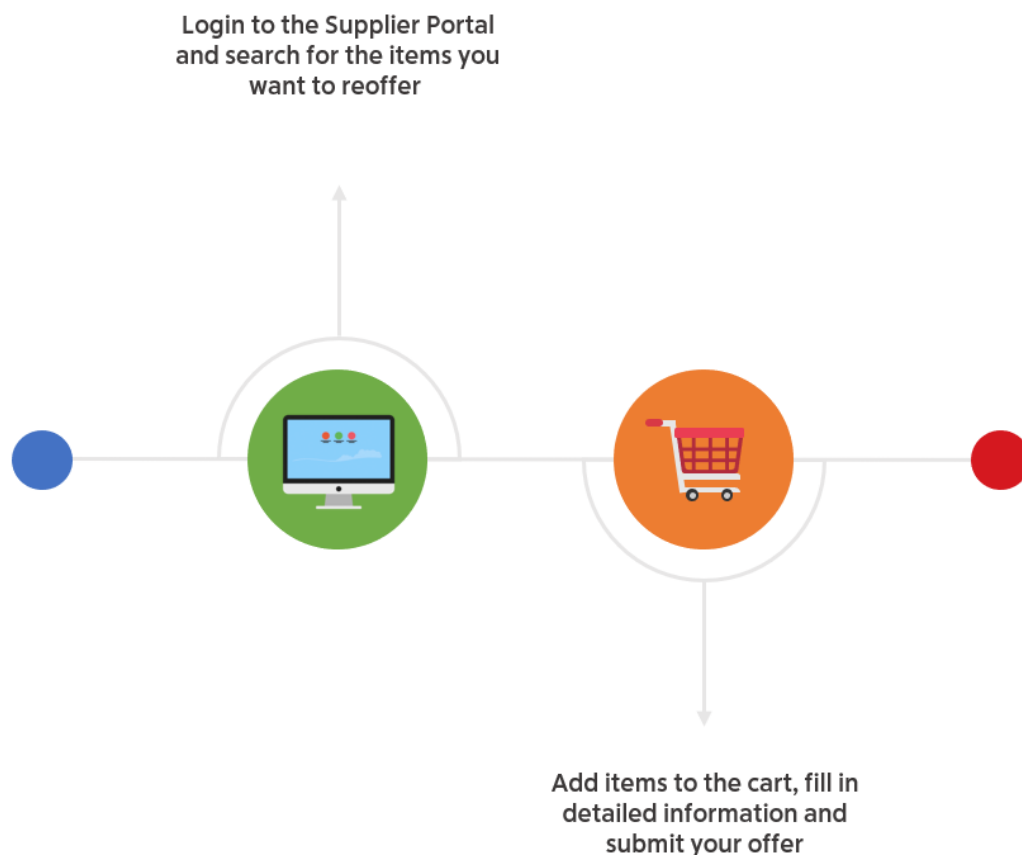 Login to the Supplier Portal
and search for the items you
want to reoffer
Add items to the cart, fill in
detailed information and
submit your offer